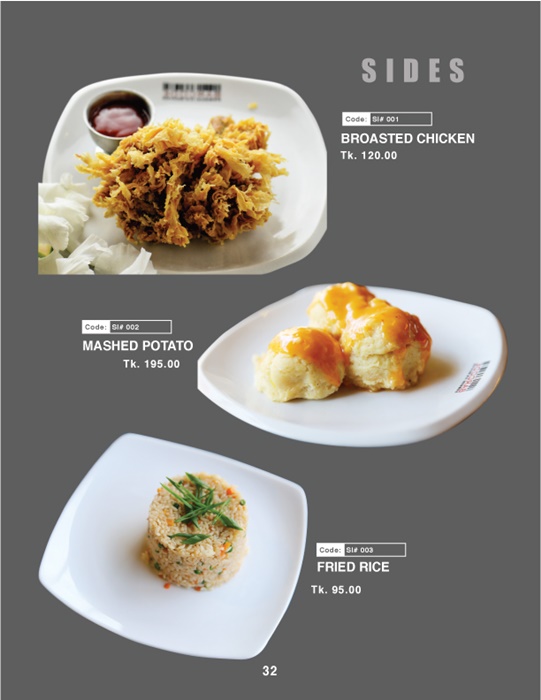 SIDES
Code: SI# 001
BROASTED CHICKEN
Tk. 120.00
Code: SI# 002
MASHED POTATO
Tk. 195.00
Code: SI# 003
FRIED RICE
Tk. 95.00
32